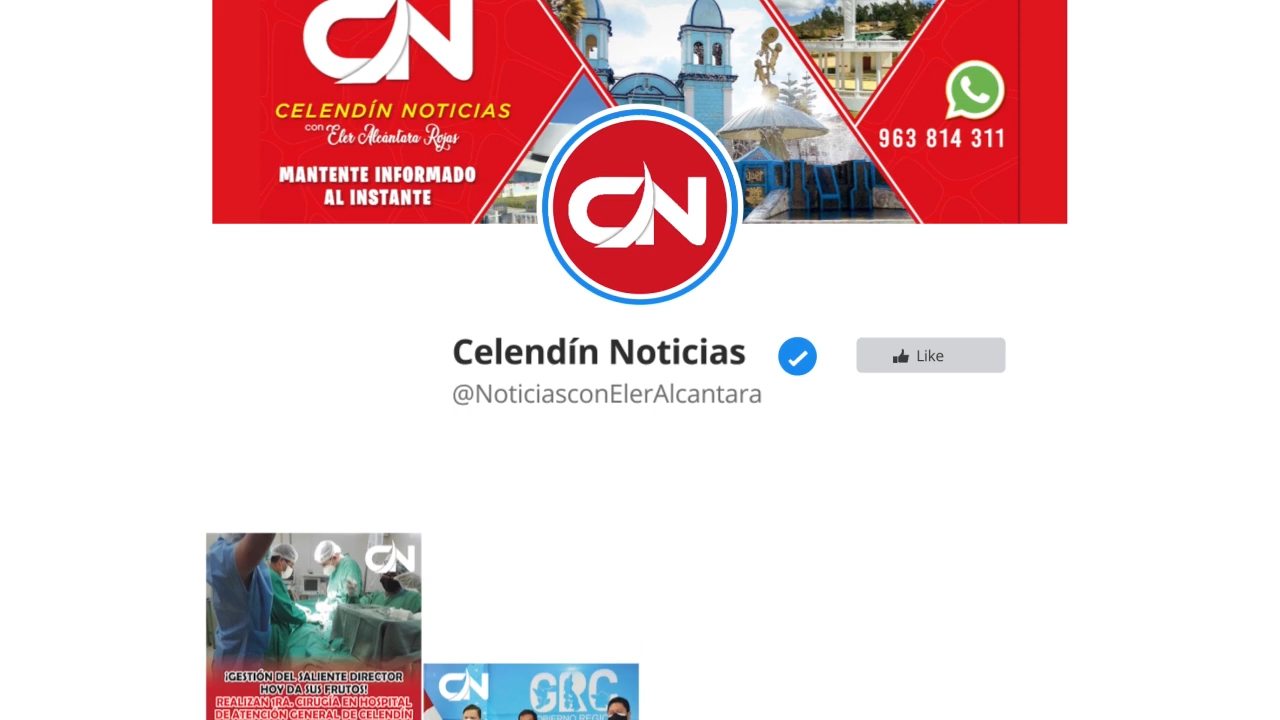 CN
CELENDÍN NOTICIAS
con Eler Alcántara Rojas
MANTENTE INFORMADO
AL INSTANTE
963 814 311
CN
Celendín Noticias
Like
@NoticiasconElerAlcantara
CN
¡GESTIÓN DEL SALIENTE DIRECTOR
HOY DA SUS FRUTOS!
REALIZAN 1RA. CIRUGÍA EN HOSPITAL
DE ATENCIÓN GENERAL DE CELENDÍN
CN
GRC